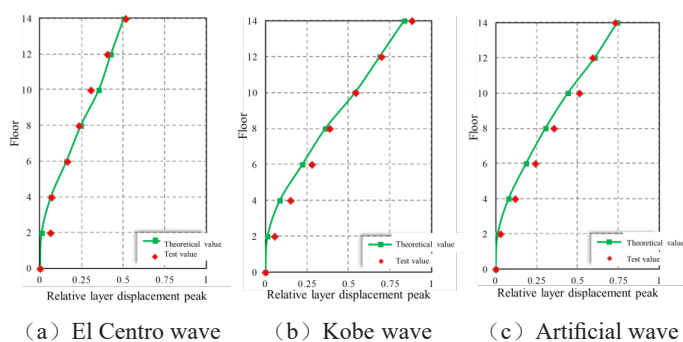 14
12
10
8
6
4
2
0
Floor
Theoretical value
Test value
0 0.25 0.5 0.75 1
Relative layer displacement peak
（a）El Centro wave
14
12
10
8
6
4
2
0
Floor
Theoretical value
Test value
0 0.25 0.5 0.75 1
Relative layer displacement peak
（b）Kobe wave
14
12
10
8
6
4
2
0
Floor
Theoretical value
Test value
0 0.25 0.5 0.75 1
Relative layer displacement peak
（c）Artificial wave